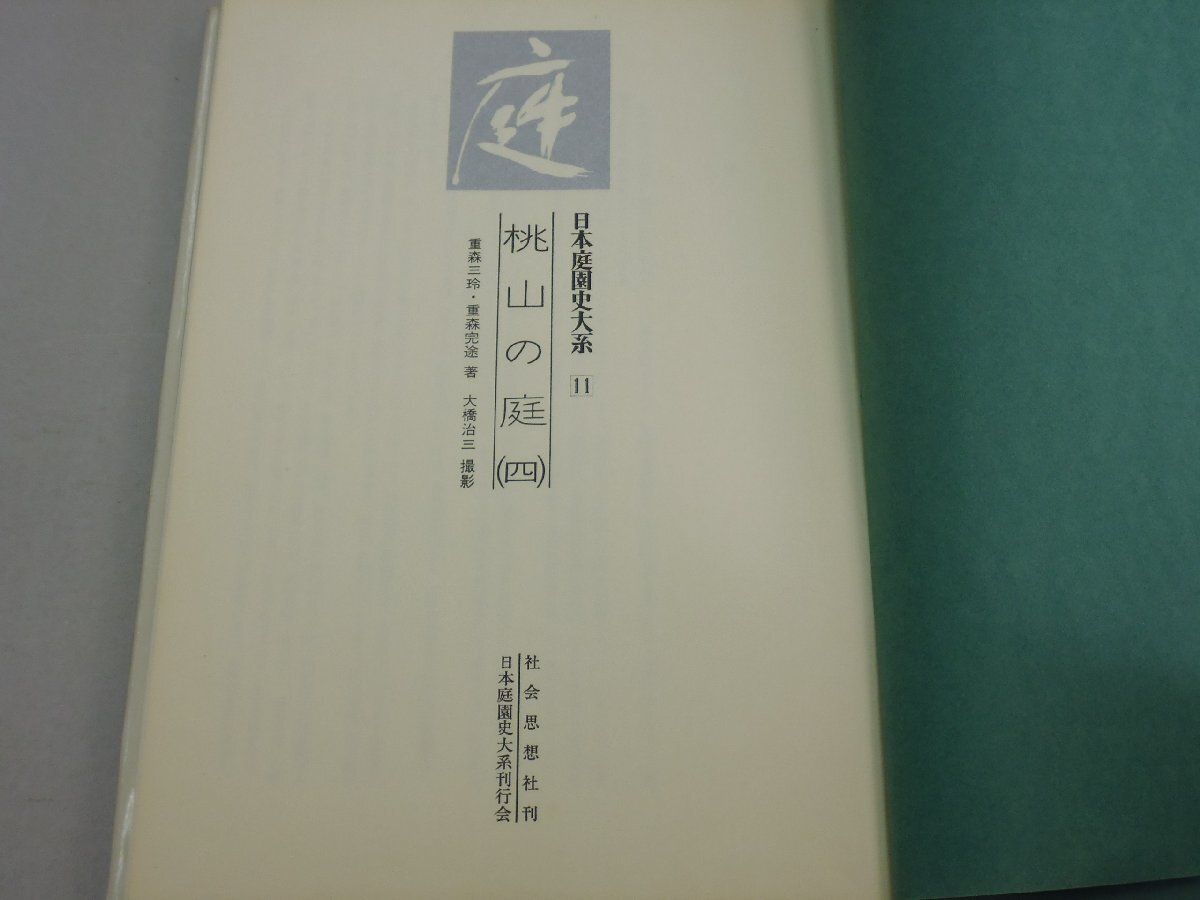 庭
日本庭園史大系 11
桃山の庭(四)
重森三玲・重森完途 著 大橋治三 撮影
社会思想社刊
日本庭園史大系刊行会